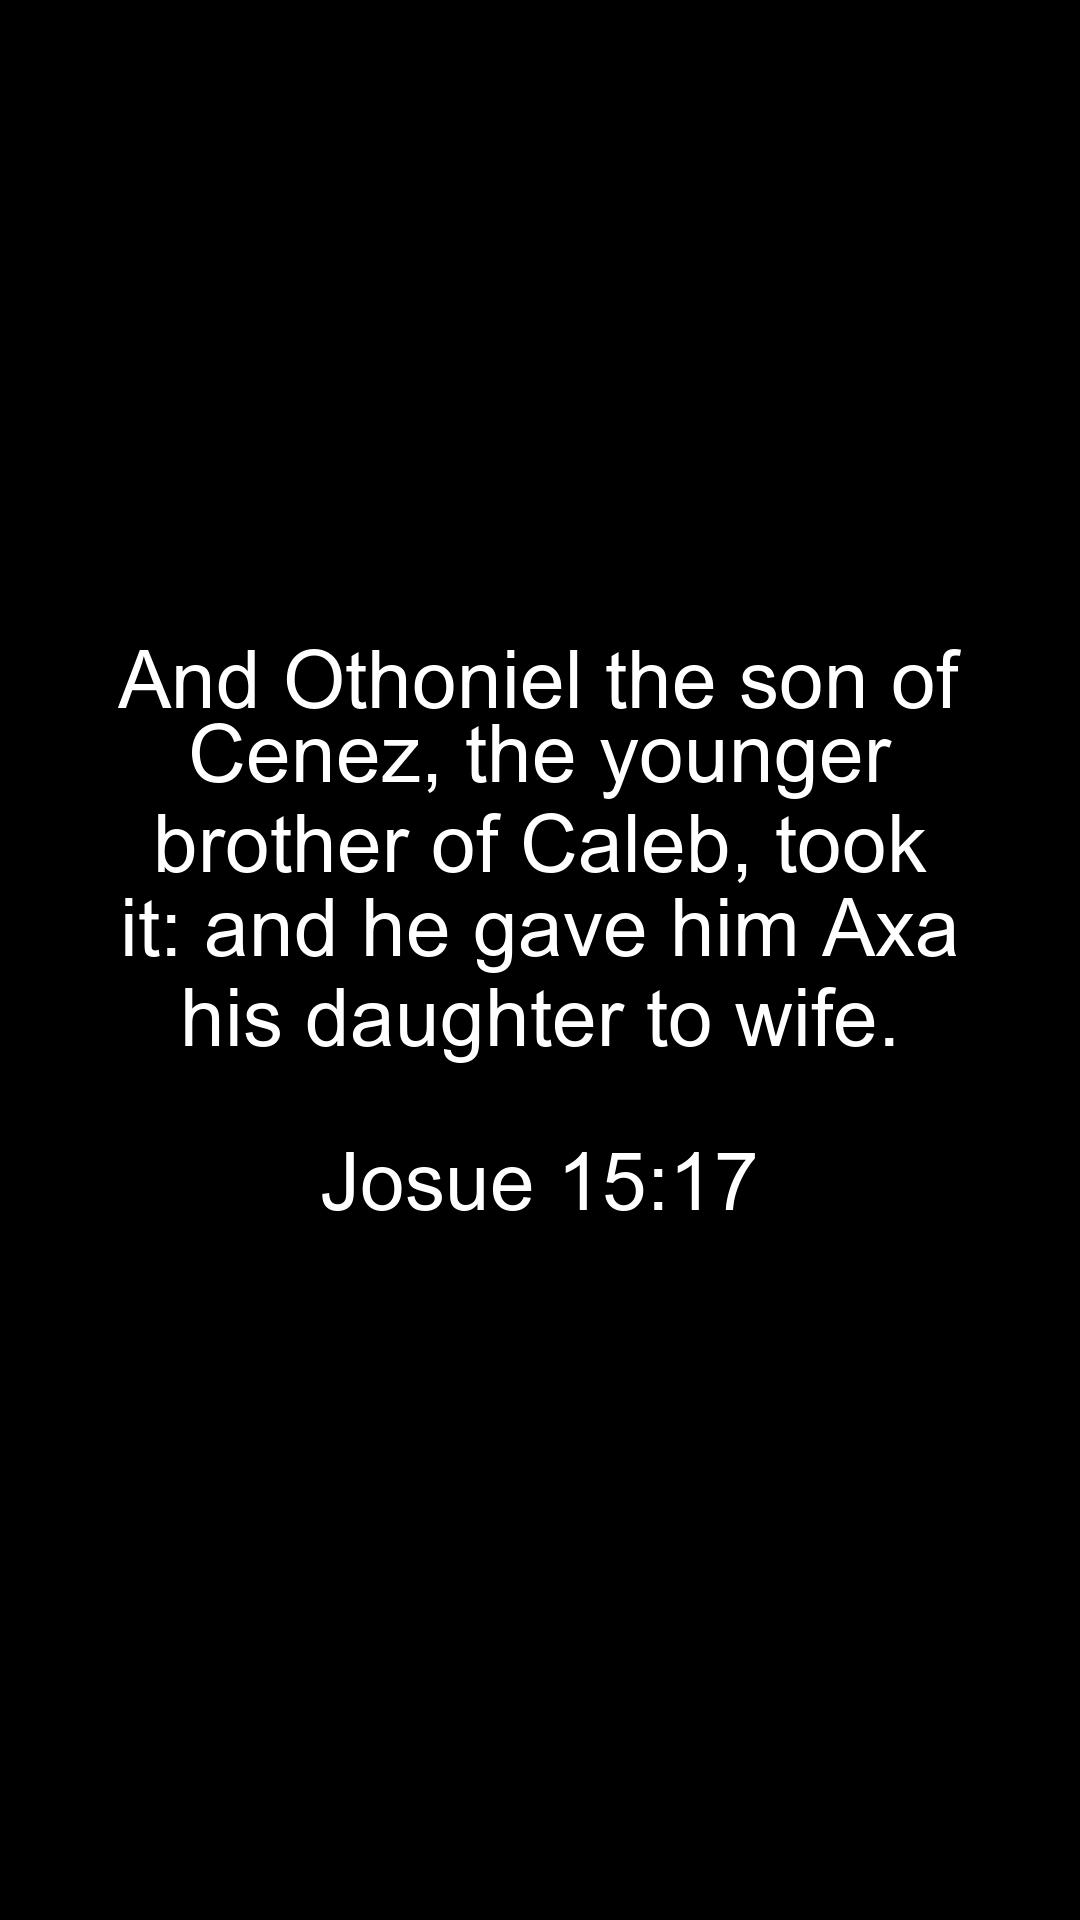 And Othoniel the son of
Cenez, the younger
brother of Caleb, took
it: and he gave him Axa
his daughter to wife.
Josue 15:17